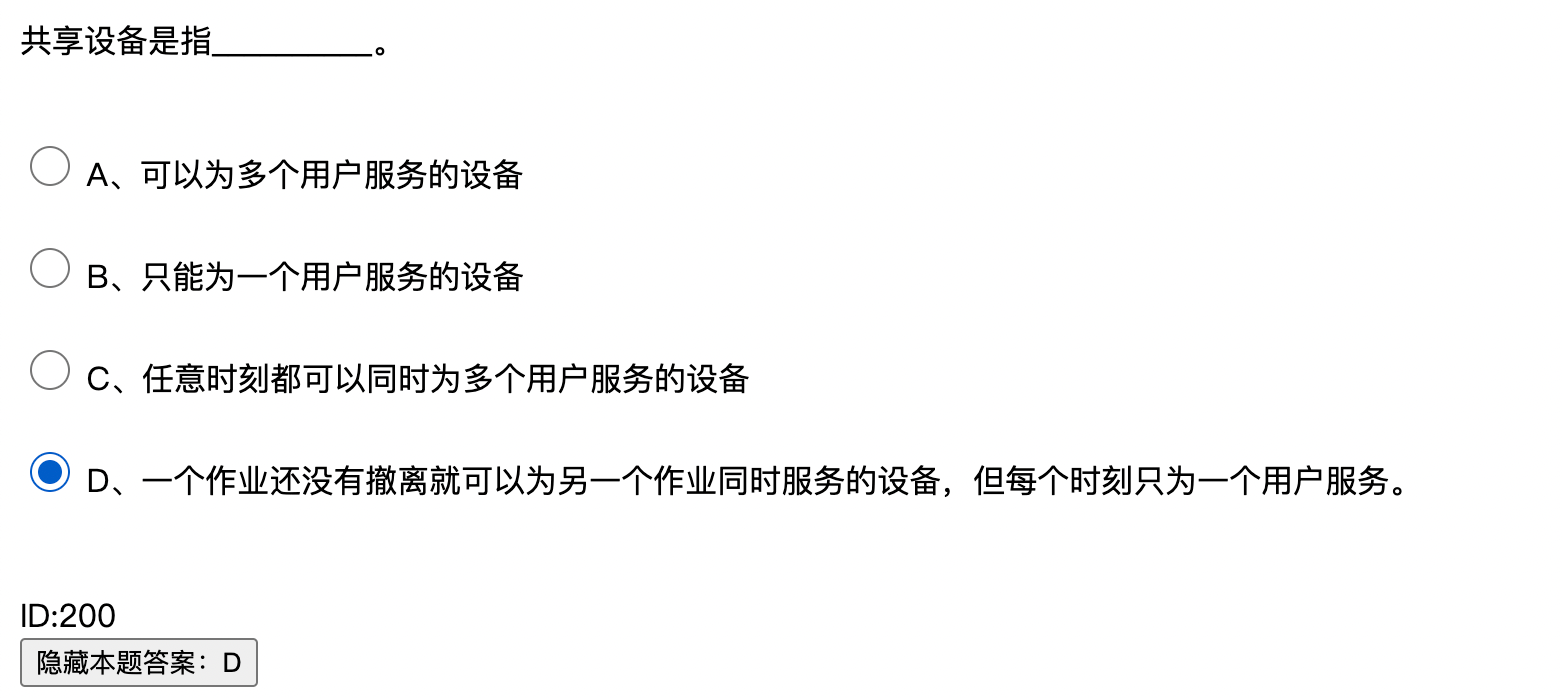 共享设备是指__________。
A、可以为多个用户服务的设备
B、只能为一个用户服务的设备
C、任意时刻都可以同时为多个用户服务的设备
D、一个作业还没有撤离就可以为另一个作业同时服务的设备，但每个时刻只为一个用户服务。
ID:200
隐藏本题答案：D